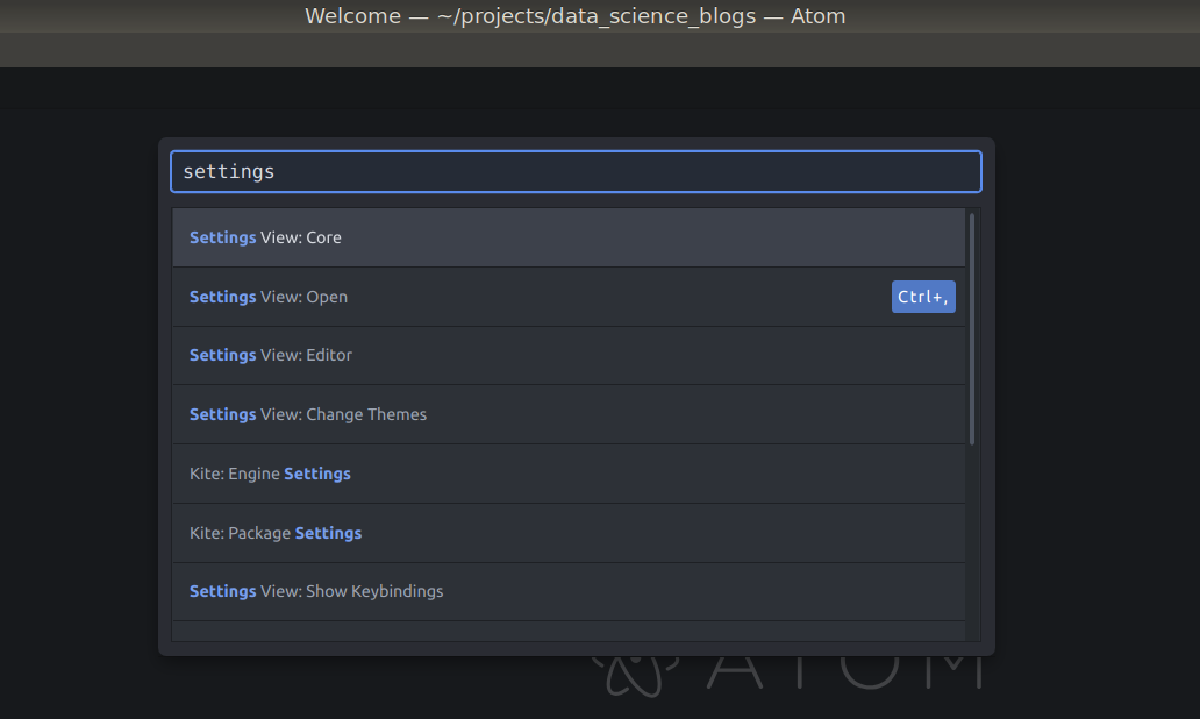 Welcome — ~/projects/data_science_blogs — Atom
settings
Settings View: Core
Settings View: Open Ctrl+,
Settings View: Editor
Settings View: Change Themes
Kite: Engine Settings
Kite: Package Settings
Settings View: Show Keybindings
ATOM